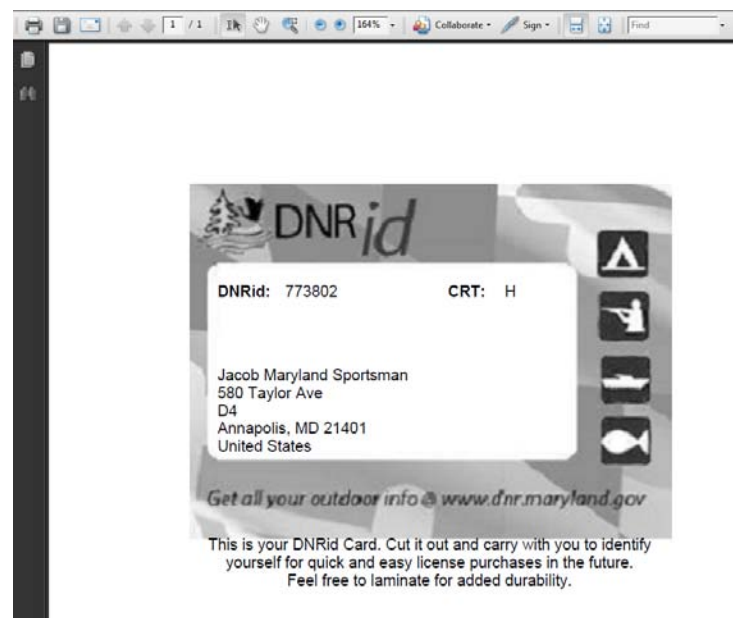 1 / 1 164% Collaborate Sign Find
DNRid
DNRid: 773802 CRT: H
Jacob Maryland Sportsman
580 Taylor Ave
D4
Annapolis, MD 21401
United States
Get all your outdoor info @ www.dnr.maryland.gov
This is your DNRid Card. Cut it out and carry with you to identify
yourself for quick and easy license purchases in the future.
Feel free to laminate for added durability.